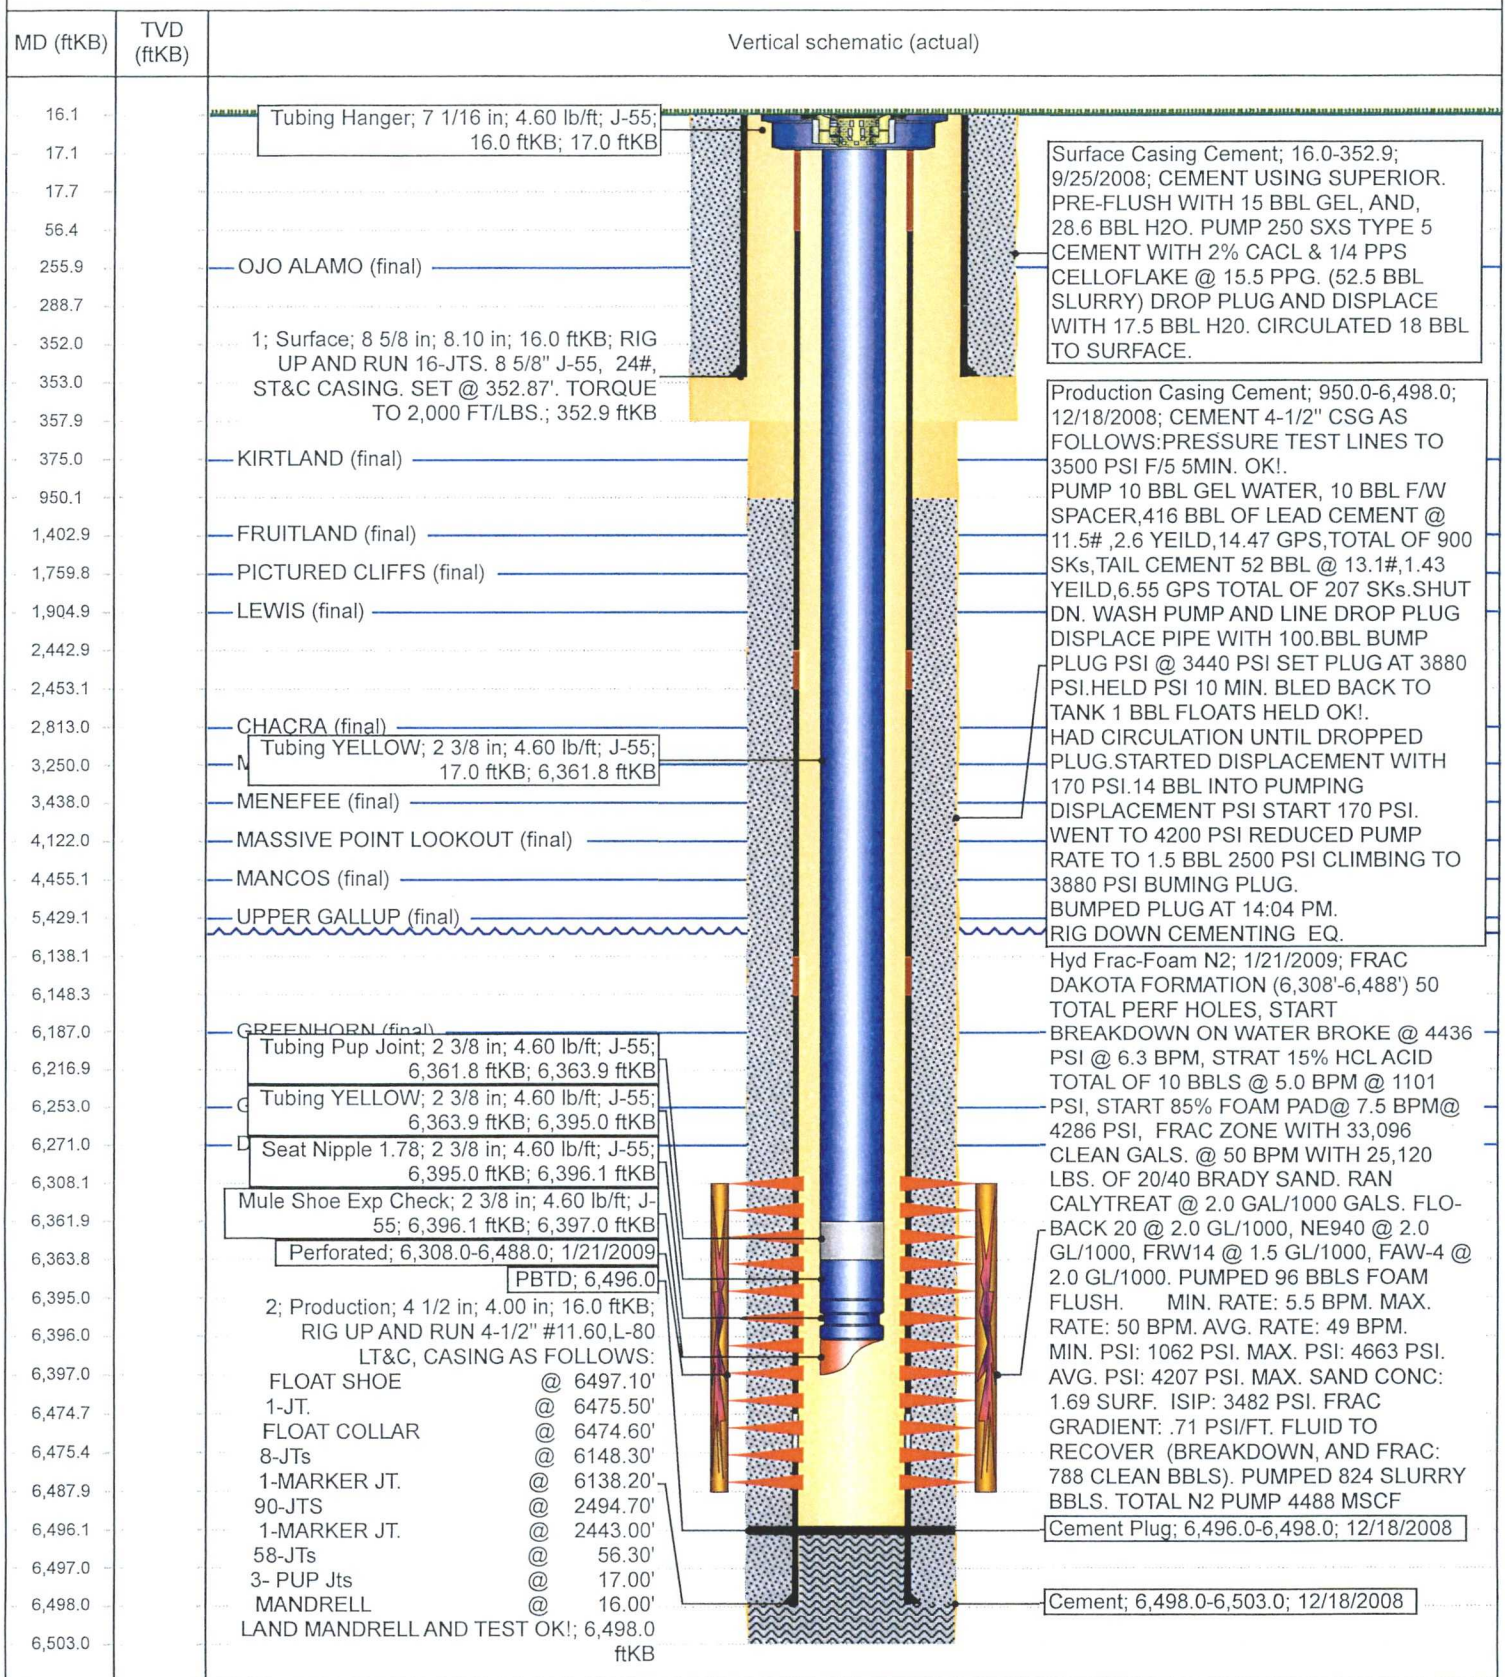 MD (ftKB)
TVD
(ftKB)
Vertical schematic (actual)
16.1
17.1
17.7
56.4
255.9
288.7
352.0
353.0
357.9
375.0
950.1
1,402.9
1,759.8
1,904.9
2,442.9
2,453.1
2,813.0
3,250.0
3,438.0
4,122.0
4,455.1
5,429.1
6,138.1
6,148.3
6,187.0
6,216.9
6,253.0
6,271.0
6,308.1
6,361.9
6,363.8
6,395.0
6,396.0
6,397.0
6,474.7
6,475.4
6,487.9
6,496.1
6,497.0
6,498.0
6,503.0
Tubing Hanger; 7 1/16 in; 4.60 lb/ft; J-55;
16.0 ftKB; 17.0 ftKB
OJO ALAMO (final)
1; Surface; 8 5/8 in; 8.10 in; 16.0 ftKB; RIG
UP AND RUN 16-JTS. 8 5/8" J-55, 24#,
ST&C CASING. SET @ 352.87'. TORQUE
TO 2,000 FT/LBS.; 352.9 ftKB
KIRTLAND (final)
FRUITLAND (final)
PICTURED CLIFFS (final)
LEWIS (final)
CHACRA (final)
Tubing YELLOW; 2 3/8 in; 4.60 lb/ft; J-55;
17.0 ftKB; 6,361.8 ftKB
MENEFEE (final)
MASSIVE POINT LOOKOUT (final)
MANCOS (final)
UPPER GALLUP (final)
GREENHORN (final)
Tubing Pup Joint; 2 3/8 in; 4.60 lb/ft; J-55;
6,361.8 ftKB; 6,363.9 ftKB
Tubing YELLOW; 2 3/8 in; 4.60 lb/ft; J-55;
6,363.9 ftKB; 6,395.0 ftKB
Seat Nipple 1.78; 2 3/8 in; 4.60 lb/ft; J-55;
6,395.0 ftKB; 6,396.1 ftKB
Mule Shoe Exp Check; 2 3/8 in; 4.60 lb/ft; J-
55; 6,396.1 ftKB; 6,397.0 ftKB
Perforated; 6,308.0-6,488.0; 1/21/2009
PBTD; 6,496.0
2; Production; 4 1/2 in; 4.00 in; 16.0 ftKB;
RIG UP AND RUN 4-1/2" #11.60,L-80
LT&C, CASING AS FOLLOWS:
FLOAT SHOE @ 6497.10'
1-JT. @ 6475.50'
FLOAT COLLAR @ 6474.60'
8-JTs @ 6148.30'
1-MARKER JT. @ 6138.20'
90-JTS @ 2494.70'
1-MARKER JT. @ 2443.00'
58-JTs @ 56.30'
3- PUP Jts @ 17.00'
MANDRELL @ 16.00'
LAND MANDRELL AND TEST OK!; 6,498.0
ftKB
Surface Casing Cement; 16.0-352.9;
9/25/2008; CEMENT USING SUPERIOR.
PRE-FLUSH WITH 15 BBL GEL, AND,
28.6 BBL H2O. PUMP 250 SXS TYPE 5
CEMENT WITH 2% CACL & 1/4 PPS
CELLOFLAKE @ 15.5 PPG. (52.5 BBL
SLURRY) DROP PLUG AND DISPLACE
WITH 17.5 BBL H20. CIRCULATED 18 BBL
TO SURFACE.
Production Casing Cement; 950.0-6,498.0;
12/18/2008; CEMENT 4-1/2" CSG AS
FOLLOWS:PRESSURE TEST LINES TO
3500 PSI F/5 5MIN. OK!.
PUMP 10 BBL GEL WATER, 10 BBL F/W
SPACER,416 BBL OF LEAD CEMENT @
11.5# ,2.6 YEILD,14.47 GPS,TOTAL OF 900
SKs,TAIL CEMENT 52 BBL @ 13.1#,1.43
YEILD,6.55 GPS TOTAL OF 207 SKs.SHUT
DN. WASH PUMP AND LINE DROP PLUG
DISPLACE PIPE WITH 100.BBL BUMP
PLUG PSI @ 3440 PSI SET PLUG AT 3880
PSI.HELD PSI 10 MIN. BLED BACK TO
TANK 1 BBL FLOATS HELD OK!.
HAD CIRCULATION UNTIL DROPPED
PLUG.STARTED DISPLACEMENT WITH
170 PSI.14 BBL INTO PUMPING
DISPLACEMENT PSI START 170 PSI.
WENT TO 4200 PSI REDUCED PUMP
RATE TO 1.5 BBL 2500 PSI CLIMBING TO
3880 PSI BUMING PLUG.
BUMPED PLUG AT 14:04 PM.
RIG DOWN CEMENTING EQ.
Hyd Frac-Foam N2; 1/21/2009; FRAC
DAKOTA FORMATION (6,308'-6,488') 50
TOTAL PERF HOLES, START
BREAKDOWN ON WATER BROKE @ 4436
PSI @ 6.3 BPM, STRAT 15% HCL ACID
TOTAL OF 10 BBLS @ 5.0 BPM @ 1101
PSI, START 85% FOAM PAD@ 7.5 BPM@
4286 PSI, FRAC ZONE WITH 33,096
CLEAN GALS. @ 50 BPM WITH 25,120
LBS. OF 20/40 BRADY SAND. RAN
CALYTREAT @ 2.0 GAL/1000 GALS. FLO-
BACK 20 @ 2.0 GL/1000, NE940 @ 2.0
GL/1000, FRW14 @ 1.5 GL/1000, FAW-4 @
2.0 GL/1000. PUMPED 96 BBLS FOAM
FLUSH. MIN. RATE: 5.5 BPM. MAX.
RATE: 50 BPM. AVG. RATE: 49 BPM.
MIN. PSI: 1062 PSI. MAX. PSI: 4663 PSI.
AVG. PSI: 4207 PSI. MAX. SAND CONC:
1.69 SURF. ISIP: 3482 PSI. FRAC
GRADIENT: .71 PSI/FT. FLUID TO
RECOVER (BREAKDOWN, AND FRAC:
788 CLEAN BBLS). PUMPED 824 SLURRY
BBLS. TOTAL N2 PUMP 4488 MSCF
Cement Plug; 6,496.0-6,498.0; 12/18/2008
Cement; 6,498.0-6,503.0; 12/18/2008